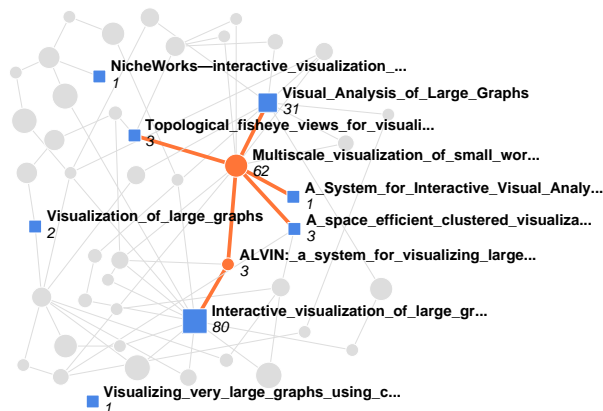 NicheWorks—interactive_visualization_...
1
Visual_Analysis_of_Large_Graphs
31
Topological_fisheye_views_for_visuali...
3
Multiscale_visualization_of_small_wor...
62
A_System_for_Interactive_Visual_Analy...
1
Visualization_of_large_graphs
2
A_space_efficient_clustered_visualiza...
3
ALVIN:_a_system_for_visualizing_large...
3
Interactive_visualization_of_large_gr...
80
Visualizing_very_large_graphs_using_c...
1